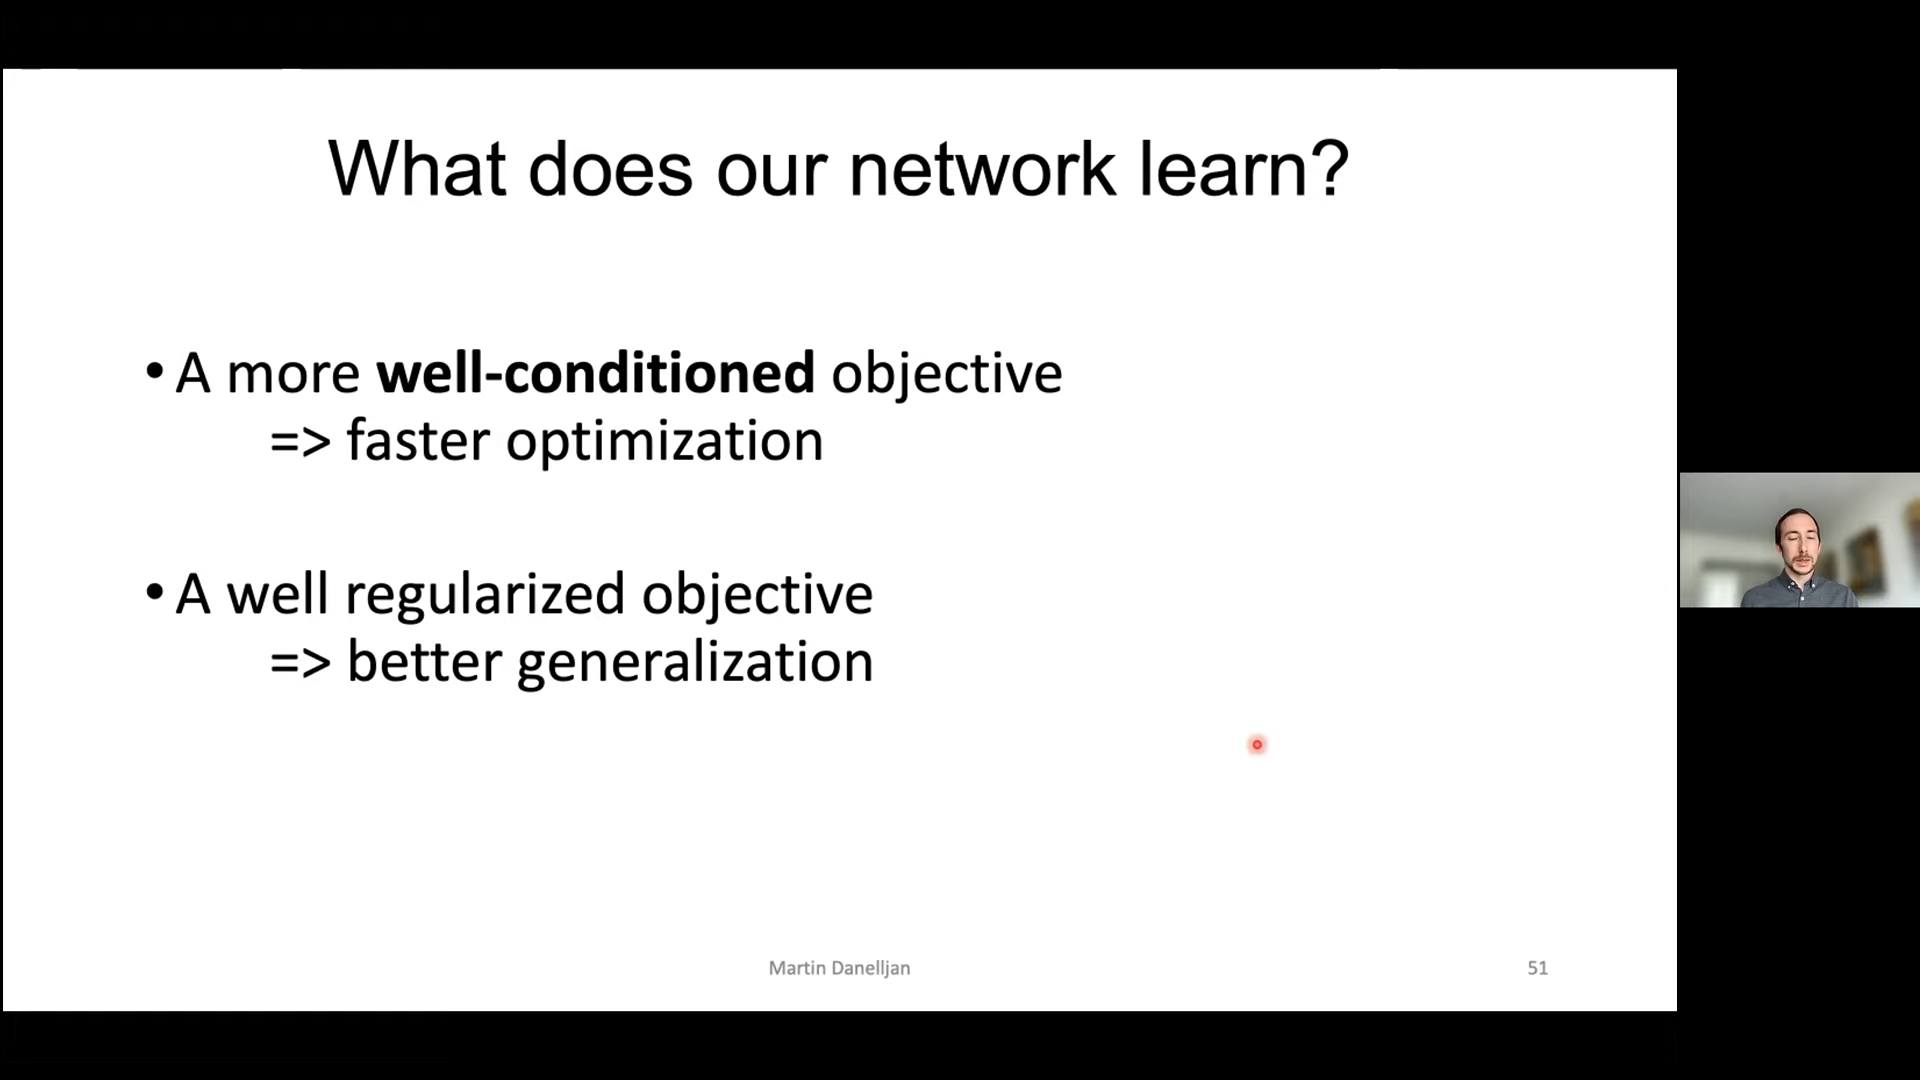 What does our network learn?
• A more well-conditioned objective
=> faster optimization
• A well regularized objective
=> better generalization
Martin Danelljan
51